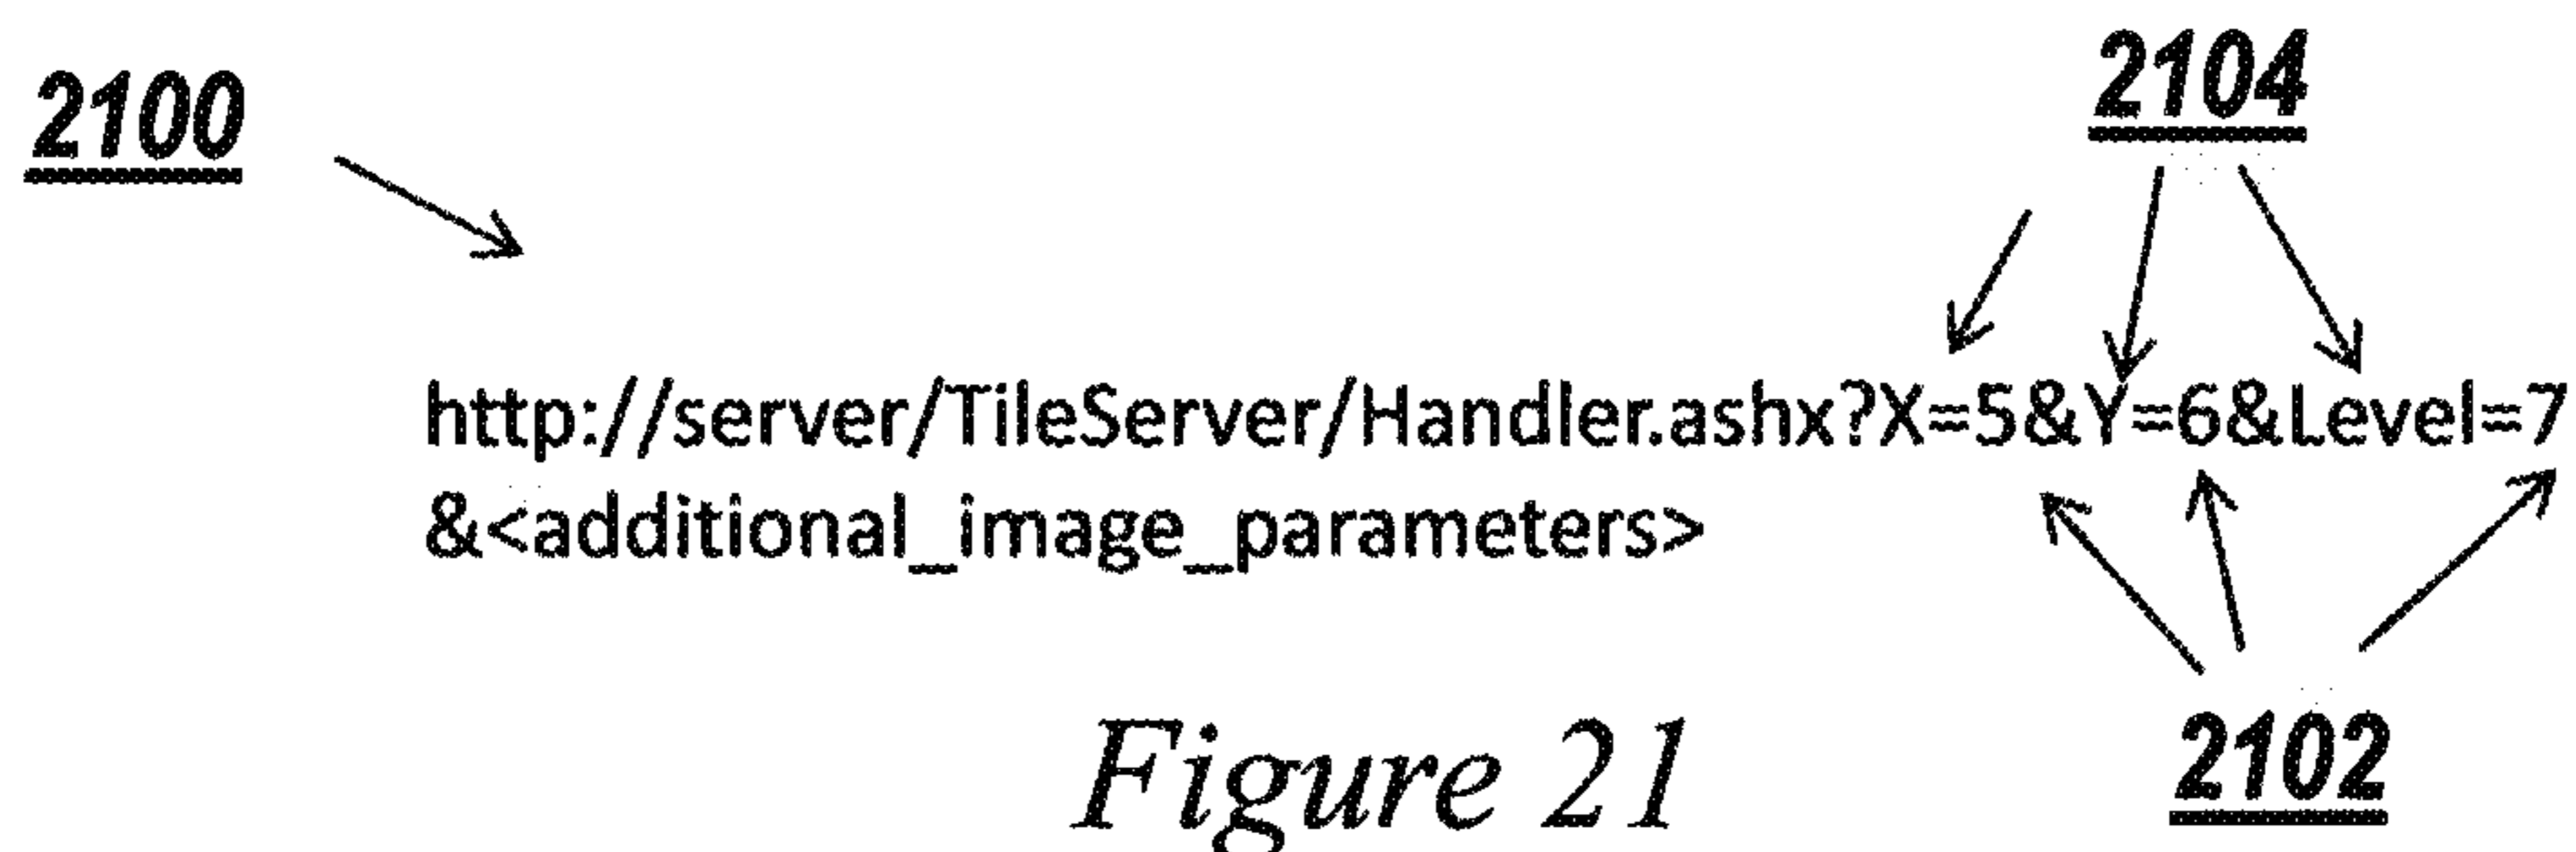 2100
2104
http://server/TileServer/Handler.ashx?X=5&Y=6&Level=7
&<additional_image_parameters>
2102
Figure 21